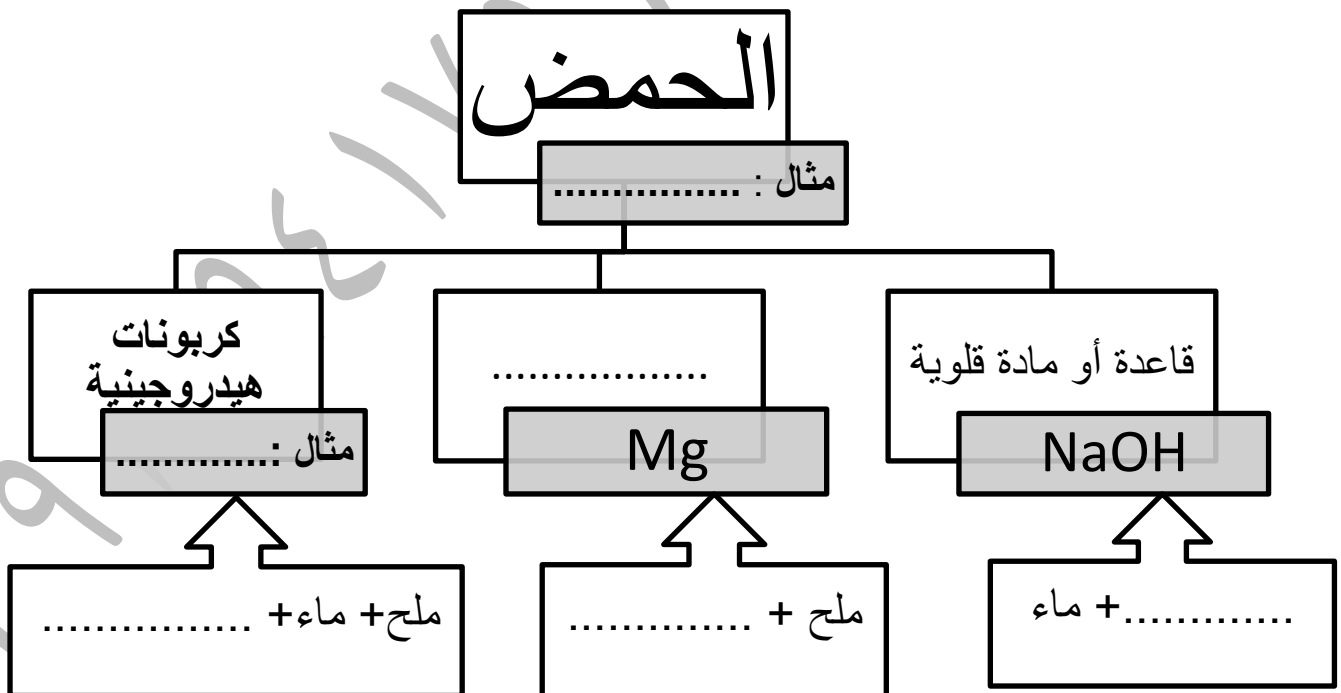 الحمض
مثال : ................
قاعدة أو مادة قلوية
NaOH
..................
Mg
كربونات
هيدروجينية
مثال :.............
.............+ ماء
ملح + ..............
ملح+ ماء+ ................